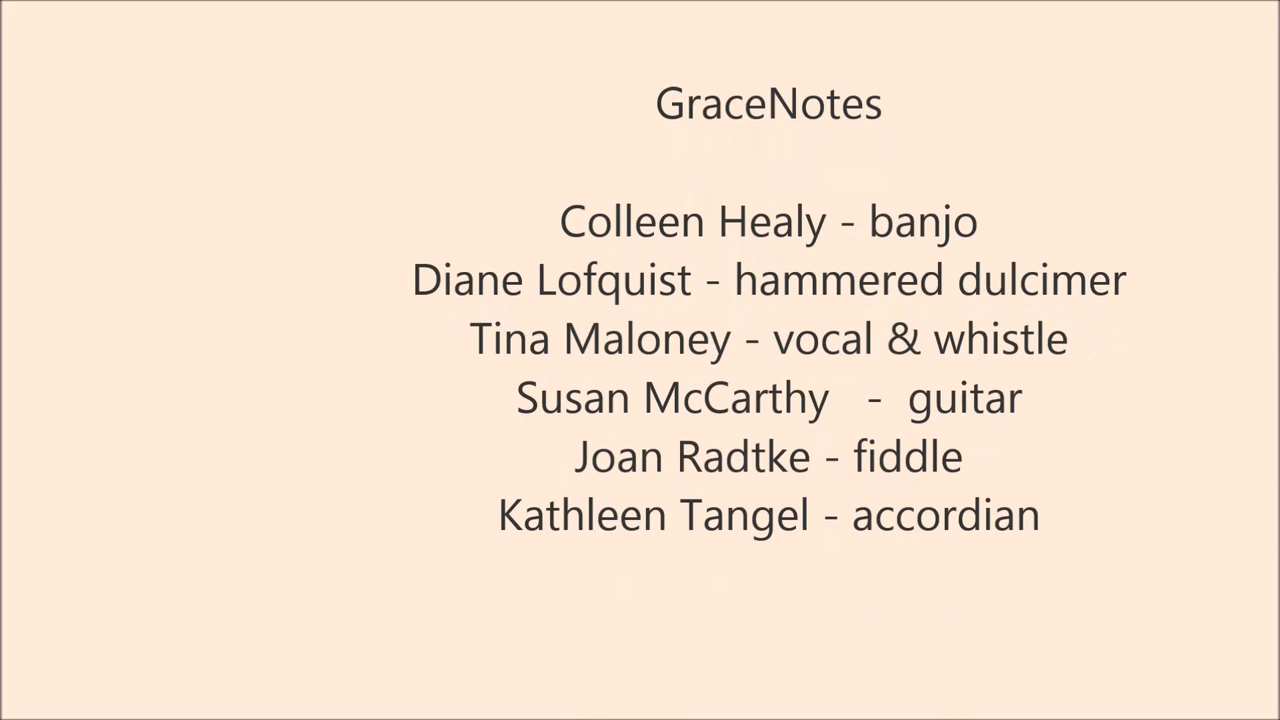 GraceNotes
Colleen Healy - banjo
Diane Lofquist - hammered dulcimer
Tina Maloney - vocal & whistle
Susan McCarthy - guitar
Joan Radtke - fiddle
Kathleen Tangel - accordian